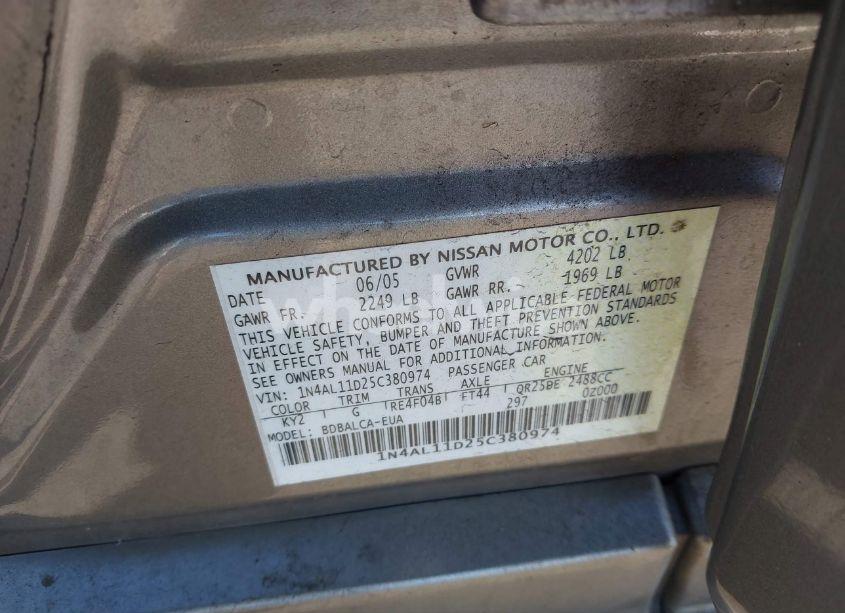 MANUFACTURED BY NISSAN MOTOR CO., LTD.
DATE 06/05 GVWR 4202 LB
GAWR FR. 2249 LB GAWR RR. 1969 LB
THIS VEHICLE CONFORMS TO ALL APPLICABLE FEDERAL MOTOR
VEHICLE SAFETY, BUMPER AND THEFT PREVENTION STANDARDS
IN EFFECT ON THE DATE OF MANUFACTURE SHOWN ABOVE.
SEE OWNERS MANUAL FOR ADDITIONAL INFORMATION.
VIN: 1N4AL11D25C380974 PASSENGER CAR
COLOR TRIM TRANS AXLE ENGINE
KY2 G RE4F04B FT44 QR25DE 2488CC
MODEL: BDBALCA-EUA 297 0Z000
1N4AL11D25C380974